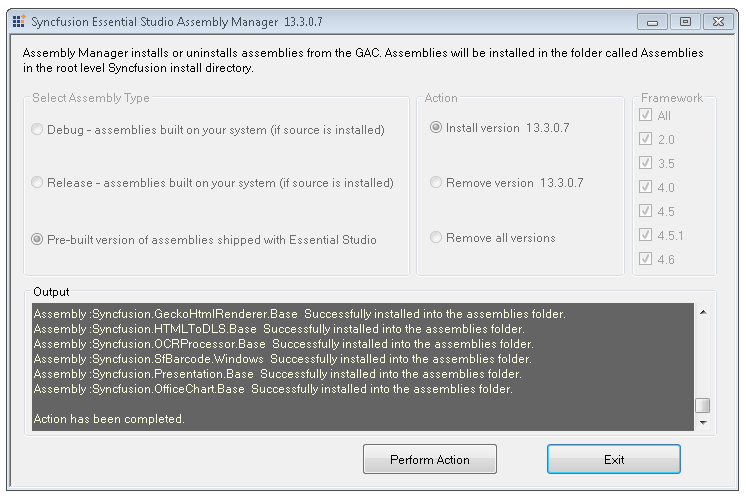 Syncfusion Essential Studio Assembly Manager 13.3.0.7
Assembly Manager installs or uninstalls assemblies from the GAC. Assemblies will be installed in the folder called Assemblies
in the root level Syncfusion install directory.
Select Assembly Type
Debug - assemblies built on your system (if source is installed)
Release - assemblies built on your system (if source is installed)
Pre-built version of assemblies shipped with Essential Studio
Action
Install version 13.3.0.7
Remove version 13.3.0.7
Remove all versions
Framework
All
2.0
3.5
4.0
4.5
4.5.1
4.6
Output
Assembly :Syncfusion.GeckoHtmlRenderer.Base Successfully installed into the assemblies folder.
Assembly :Syncfusion.HTMLToDLS.Base Successfully installed into the assemblies folder.
Assembly :Syncfusion.OCRProcessor.Base Successfully installed into the assemblies folder.
Assembly :Syncfusion.SfBarcode.Windows Successfully installed into the assemblies folder.
Assembly :Syncfusion.Presentation.Base Successfully installed into the assemblies folder.
Assembly :Syncfusion.OfficeChart.Base Successfully installed into the assemblies folder.
Action has been completed.
Perform Action
Exit